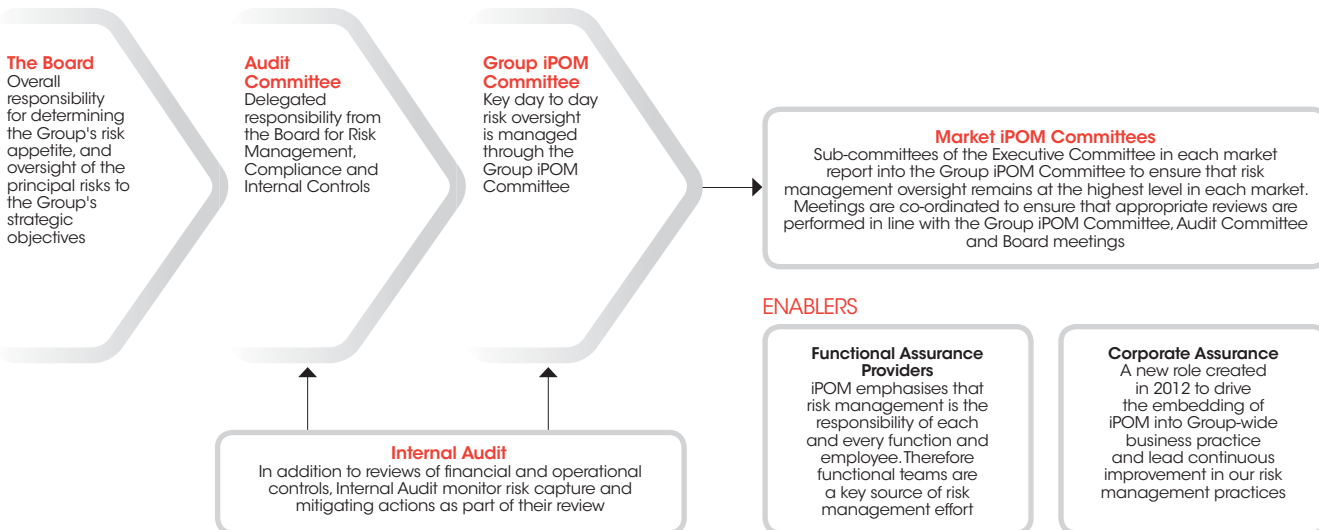 The Board
Overall
responsibility
for determining
the Group's risk
appetite, and
oversight of the
principal risks to
the Group's
strategic
objectives
Audit
Committee
Delegated
responsibility from
the Board for Risk
Management,
Compliance and
Internal Controls
Group iPOM
Committee
Key day to day
risk oversight
is managed
through the
Group iPOM
Committee
Market iPOM Committees
Sub-committees of the Executive Committee in each market
report into the Group iPOM Committee to ensure that risk
management oversight remains at the highest level in each market.
Meetings are co-ordinated to ensure that appropriate reviews are
performed in line with the Group iPOM Committee, Audit Committee
and Board meetings
ENABLERS
Functional Assurance
Providers
iPOM emphasises that
risk management is the
responsibility of each
and every function and
employee. Therefore
functional teams are
a key source of risk
management effort
Corporate Assurance
A new role created
in 2012 to drive
the embedding of
iPOM into Group-wide
business practice
and lead continuous
improvement in our risk
management practices
Internal Audit
In addition to reviews of financial and operational
controls, Internal Audit monitor risk capture and
mitigating actions as part of their review